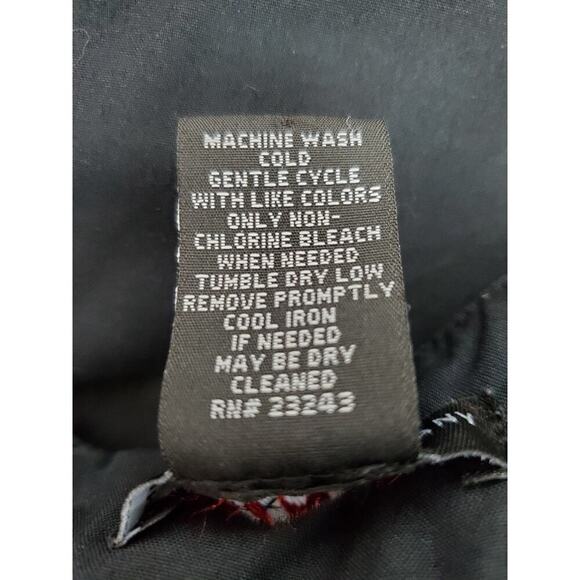 MACHINE WASH
COLD
GENTLE CYCLE
WITH LIKE COLORS
ONLY NON-
CHLORINE BLEACH
WHEN NEEDED
TUMBLE DRY LOW
REMOVE PROMPTLY
COOL IRON
IF NEEDED
MAY BE DRY
CLEANED
RN# 23243